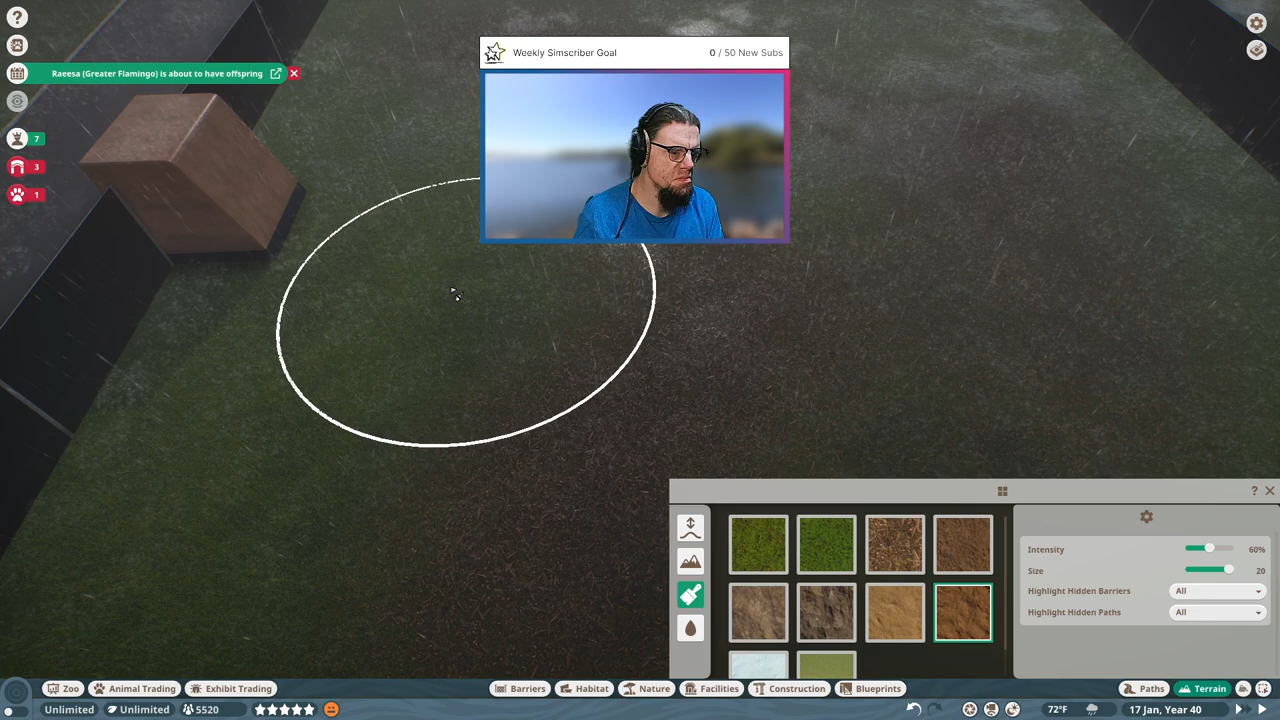 Weekly Simscriber Goal 0 / 50 New Subs
Raeesa (Greater Flamingo) is about to have offspring
7
3
1
Intensity 60%
Size 20
Highlight Hidden Barriers All
Highlight Hidden Paths All
Zoo Animal Trading Exhibit Trading Barriers Habitat Nature Facilities Construction Blueprints Paths Terrain
Unlimited Unlimited 5520 72°F 17 Jan, Year 40